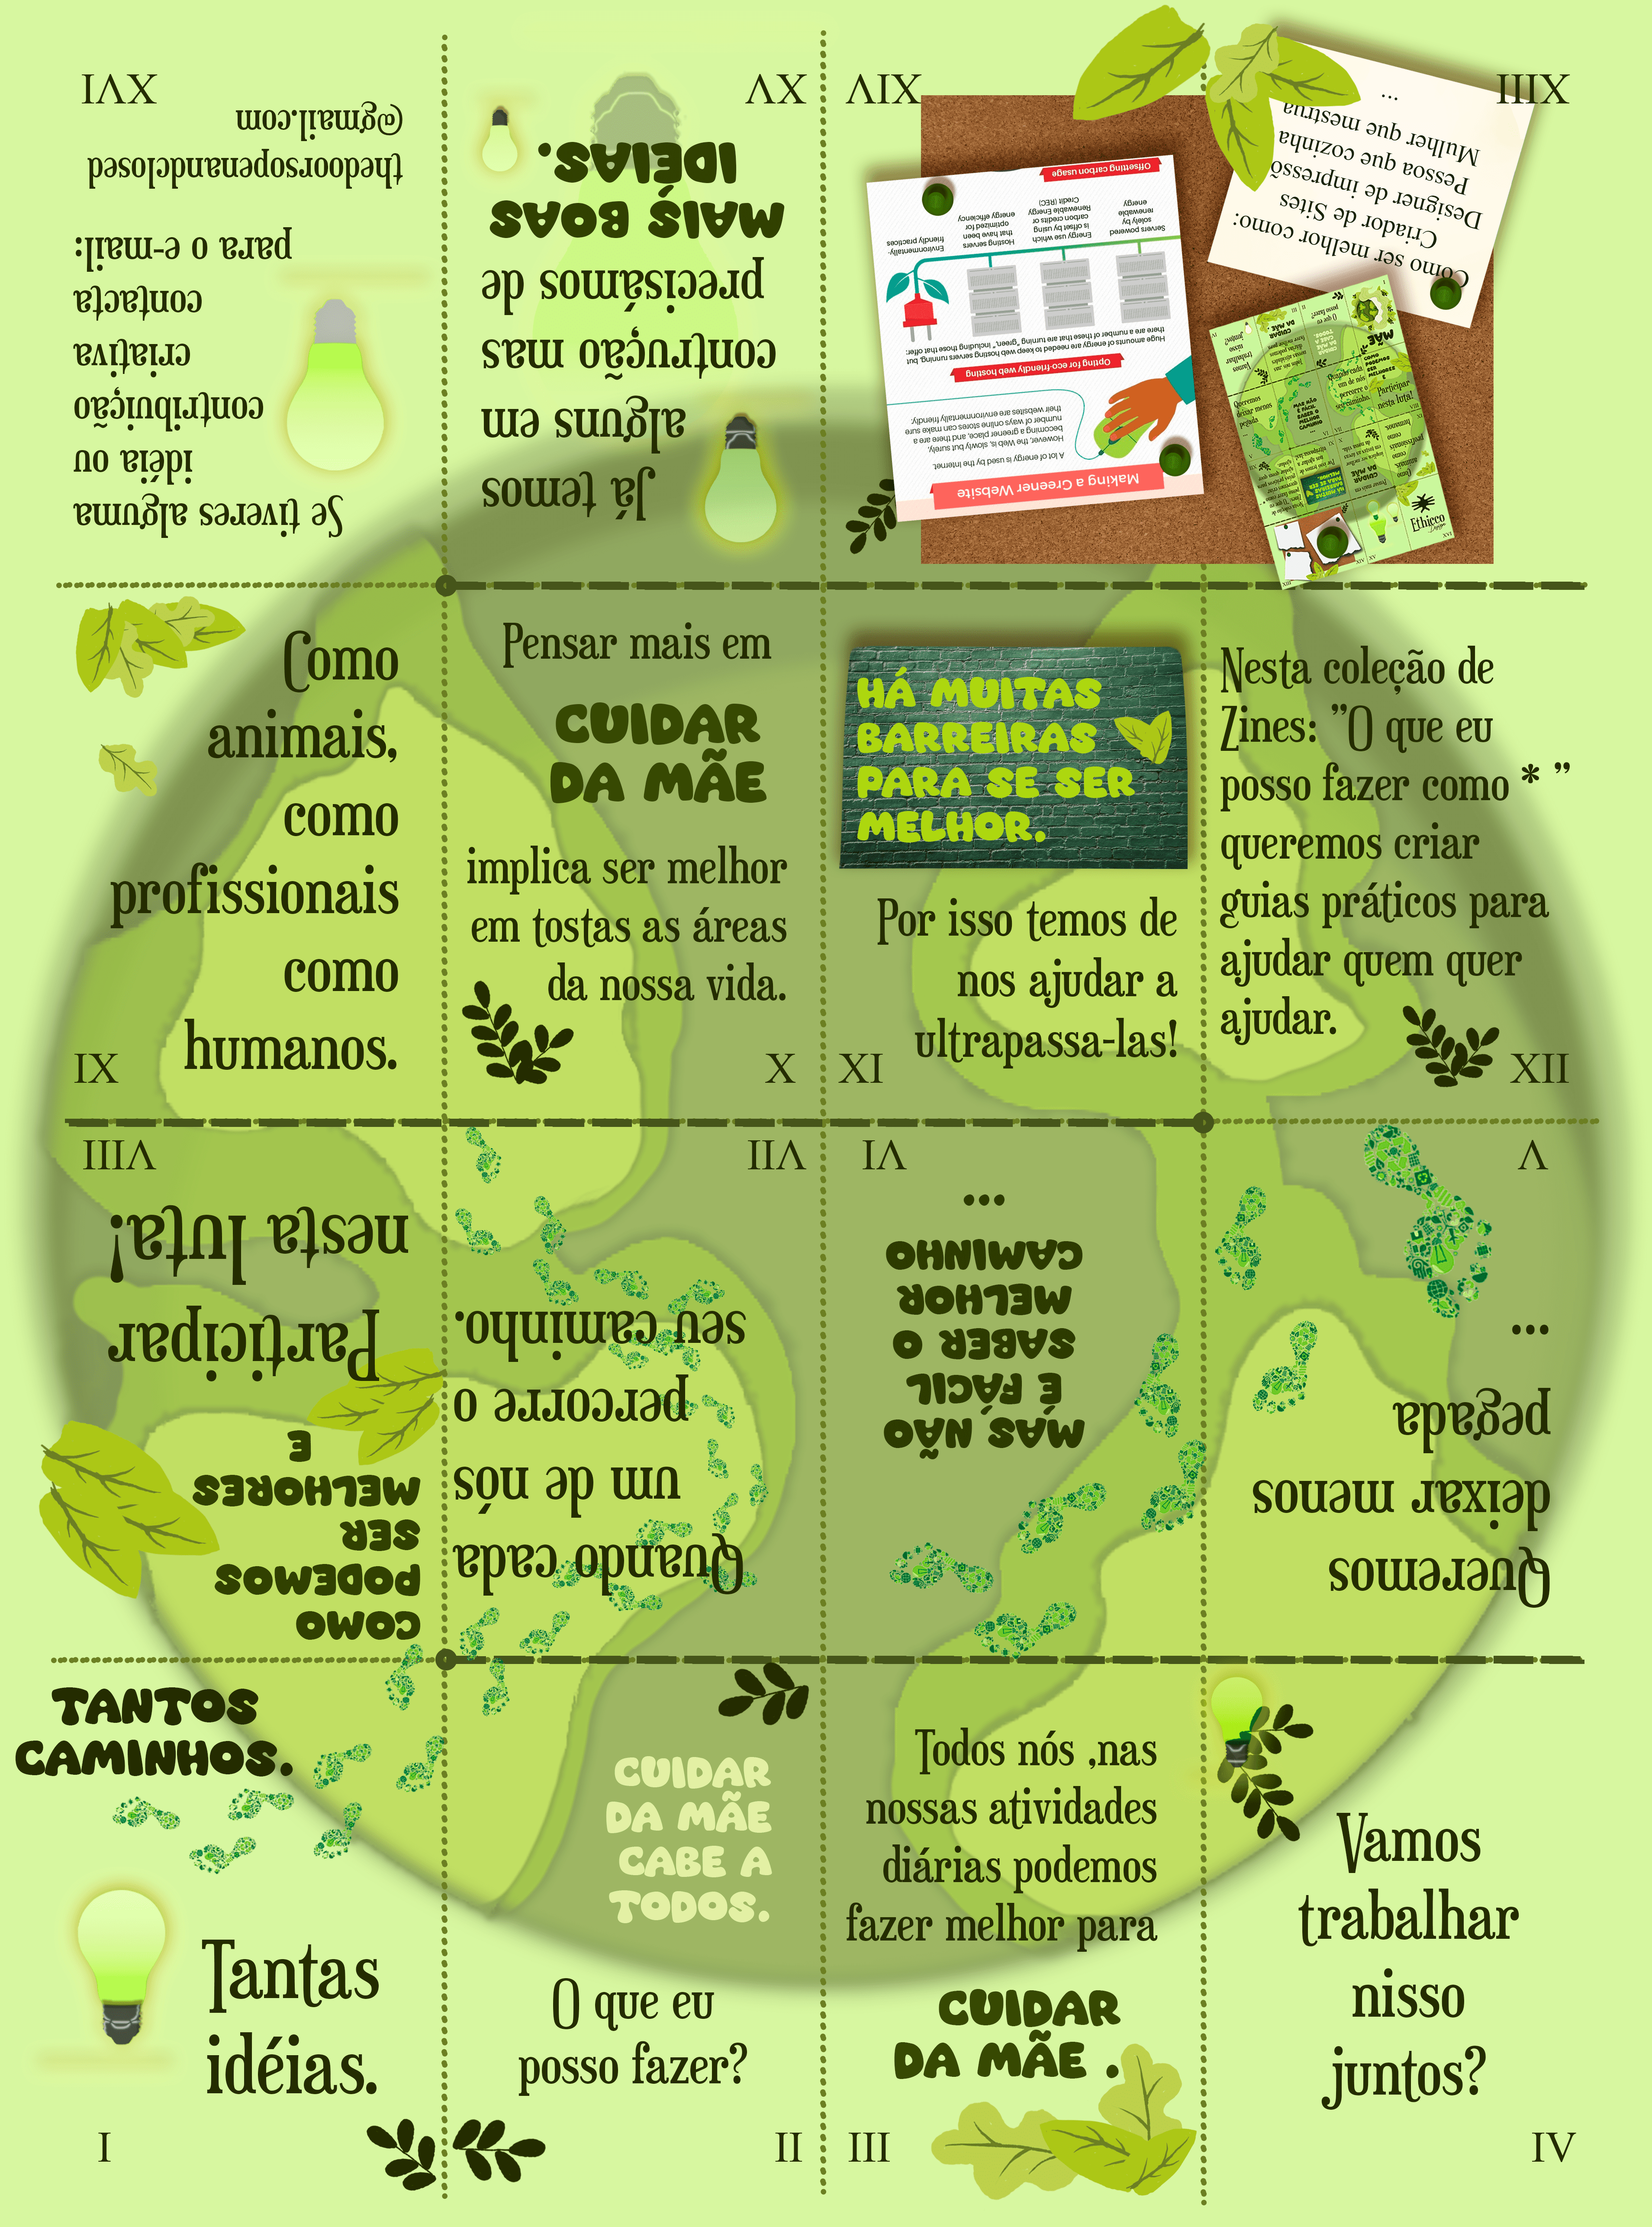 TANTOS
CAMINHOS.
Tantas
idéias.
I
CUIDAR
DA MÃE
CABE A
TODOS.
O que eu
posso fazer?
II
Todos nós ,nas
nossas atividades
diárias podemos
fazer melhor para
CUIDAR
DA MÃE .
III
Vamos
trabalhar
nisso
juntos?
IV
Queremos
deixar menos
pegada
...
V
MAS NÃO
É FÁCIL
SABER O
MELHOR
CAMINHO
...
VI
Quando cada
um de nós
percorre o
seu caminho.
VII
COMO
PODEMOS
SER
MELHORES
E
Participar
nesta luta!
VIII
Como
animais,
como
profissionais
como
humanos.
IX
Pensar mais em
CUIDAR
DA MÃE
implica ser melhor
em tostas as áreas
da nossa vida.
X
HÁ MUITAS
BARREIRAS
PARA SE SER
MELHOR.
Por isso temos de
nos ajudar a
ultrapassa-las!
XI
Nesta coleção de
Zines: ”O que eu
posso fazer como * ”
queremos criar
guias práticos para
ajudar quem quer
ajudar.
XII
Como ser melhor como:
Criador de Sites
Designer de impressõ
Pessoa que cozinha
Mulher que mestrua
...
XIII
Making a Greener Website
A lot of energy is used by the Internet.
However, the Web is, slowly but surely,
becoming a greener place, and there are a
number of ways online stores can make sure
their websites are environmentally friendly:
Opting for eco-friendly web hosting
Huge amounts of energy are needed to keep web hosting servers running, but
there are a number of these that are turning "green" including those that offer:
Servers powered
solely by
renewable
energy
Energy use which
is offset by using
carbon credits or
Renewable Energy
Credit (REC)
Hosting servers
that have been
optimized for
energy efficiency
Environmentally-
friendly practices
Offsetting carbon usage
XIV
Já temos
alguns em
contrução mas
precisámos de
MAIS BOAS
IDEIAS.
XV
Se tiveres alguma
idéia ou
contribuição
criativa
contacta
para o e-mail:
thedoorsopenandclosed
@gmail.com
XVI